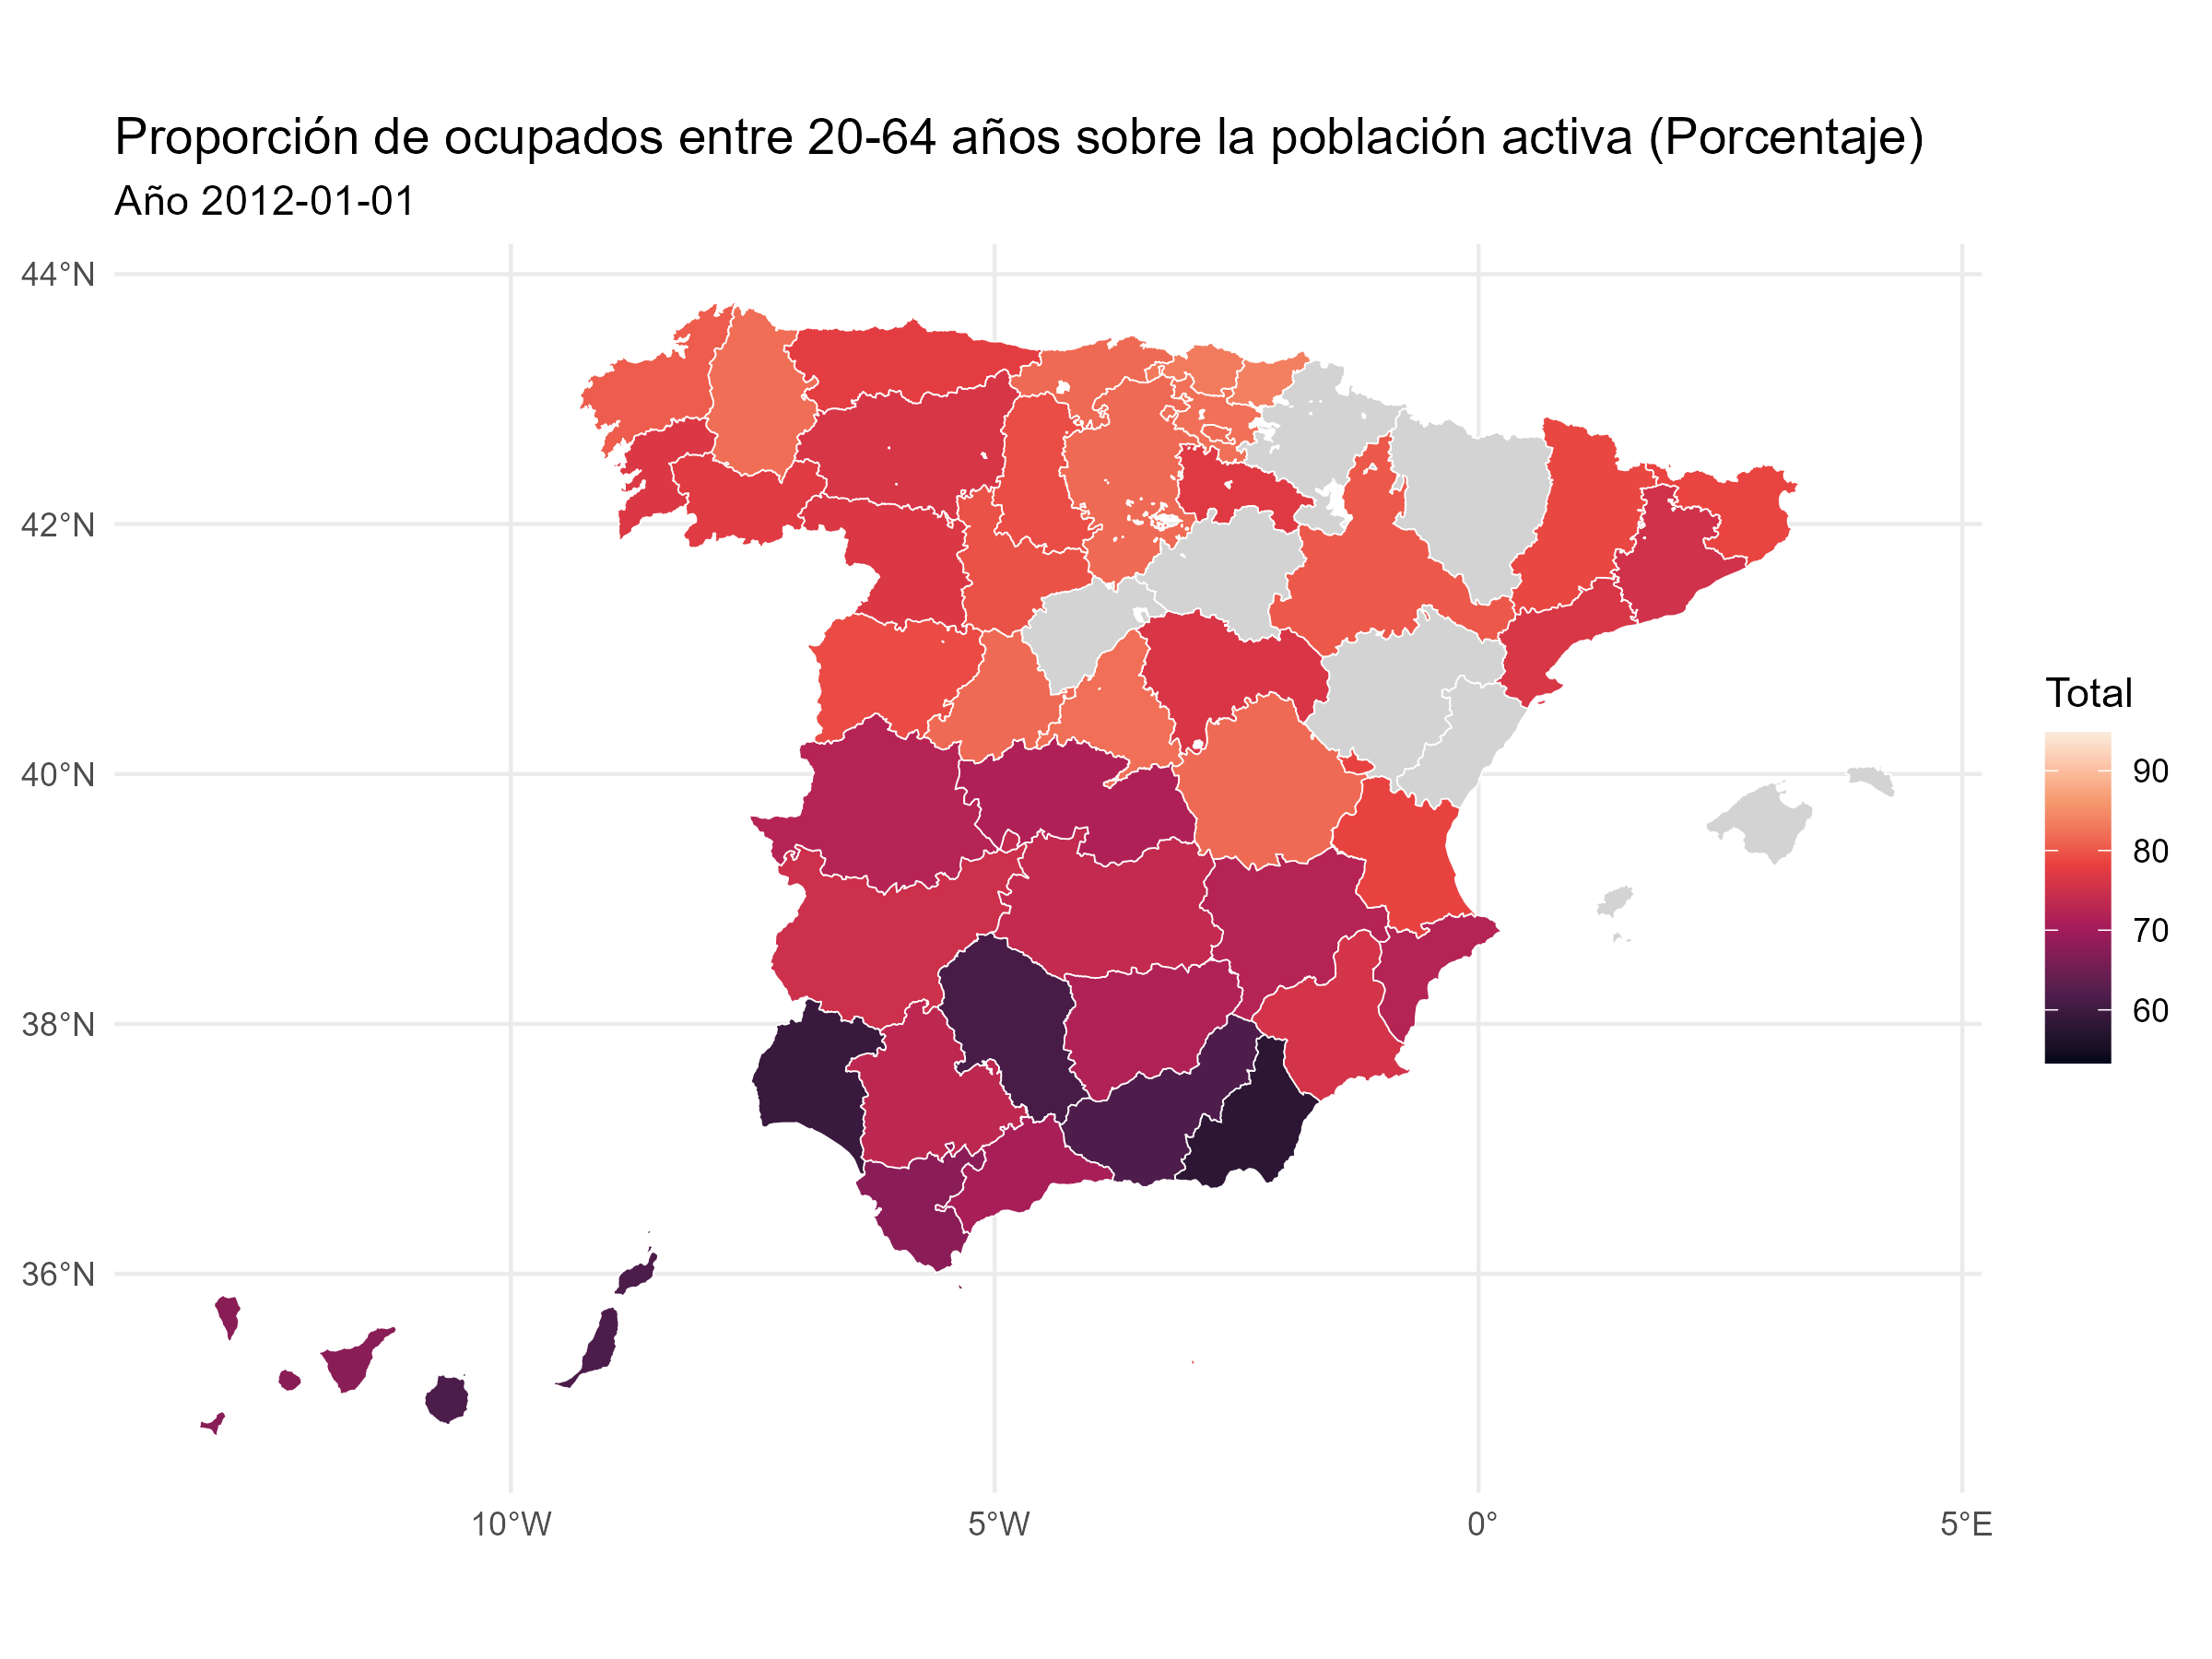 Proporción de ocupados entre 20-64 años sobre la población activa (Porcentaje)
Año 2012-01-01
44°N
42°N
40°N
38°N
36°N
10°W
5°W
0°
5°E
Total
90
80
70
60